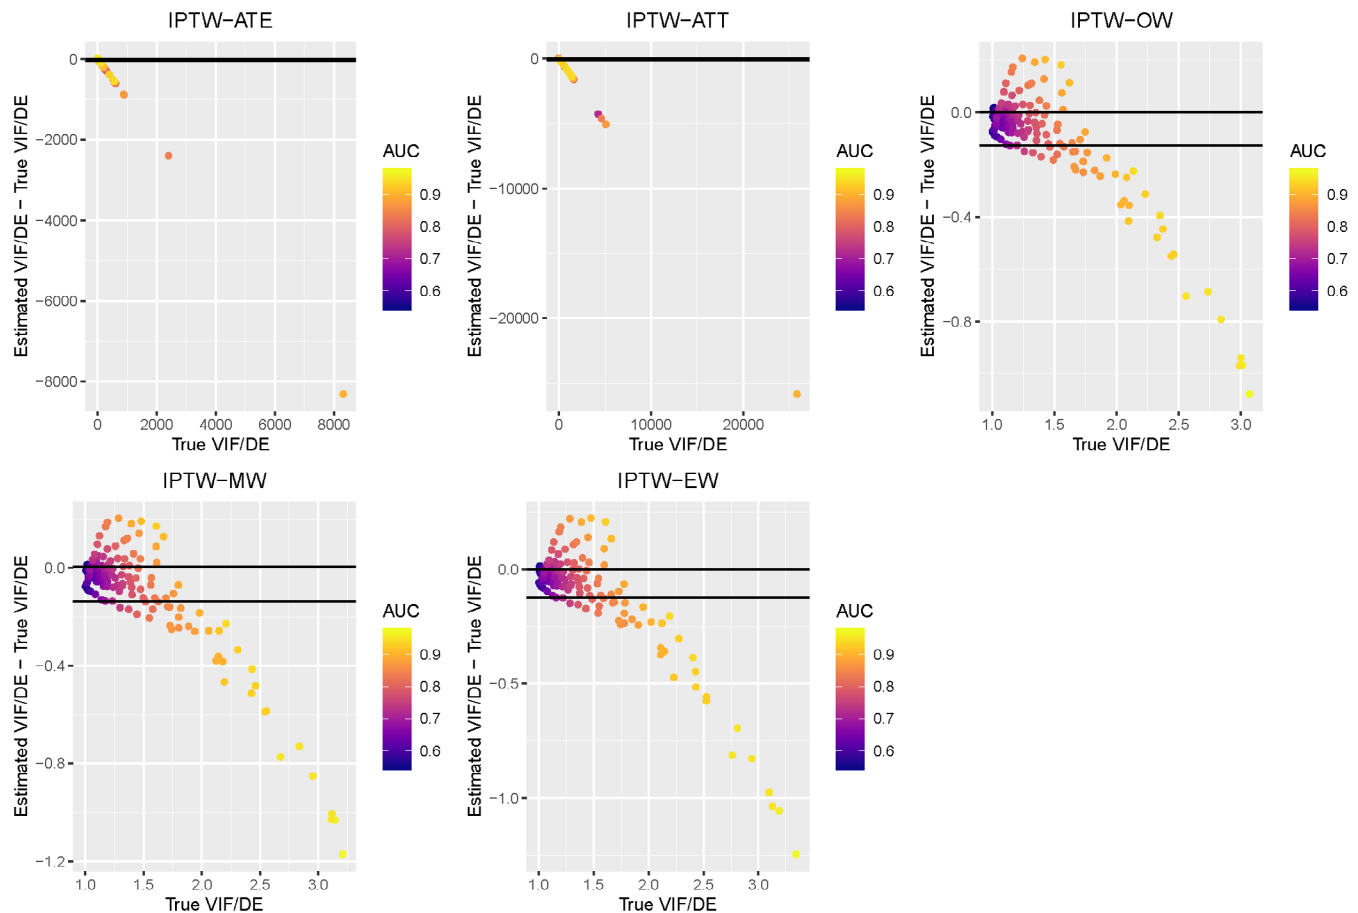 IPTW−ATE
Estimated VIF/DE − True VIF/DE
0
−2000
−4000
−6000
−8000
0 2000 4000 6000 8000
True VIF/DE
AUC
0.9
0.8
0.7
0.6
IPTW−ATT
Estimated VIF/DE − True VIF/DE
0
−10000
−20000
0 10000 20000
True VIF/DE
AUC
0.9
0.8
0.7
0.6
IPTW−OW
Estimated VIF/DE − True VIF/DE
0.0
−0.4
−0.8
1.0 1.5 2.0 2.5 3.0
True VIF/DE
AUC
0.9
0.8
0.7
0.6
IPTW−MW
Estimated VIF/DE − True VIF/DE
0.0
−0.4
−0.8
−1.2
1.0 1.5 2.0 2.5 3.0
True VIF/DE
AUC
0.9
0.8
0.7
0.6
IPTW−EW
Estimated VIF/DE − True VIF/DE
0.0
−0.5
−1.0
1.0 1.5 2.0 2.5 3.0
True VIF/DE
AUC
0.9
0.8
0.7
0.6